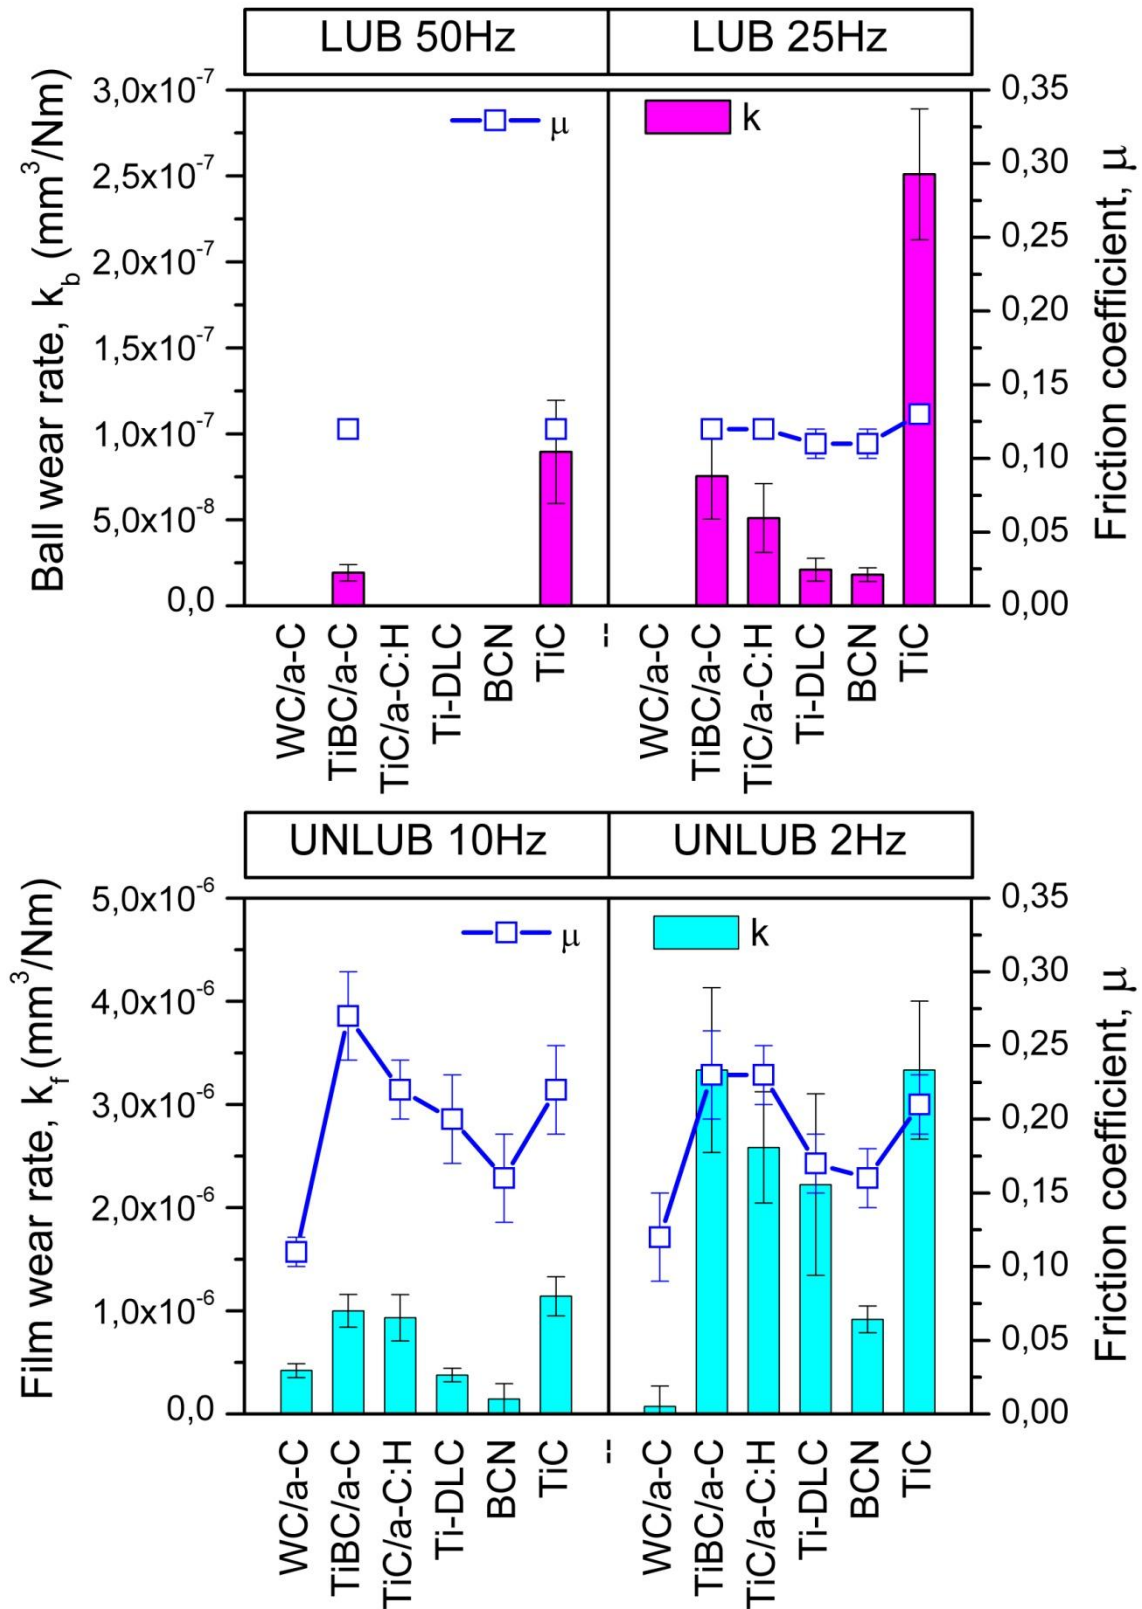 LUB 50Hz
LUB 25Hz
Ball wear rate, k_b (mm³/Nm)
3,0x10⁻⁷
2,5x10⁻⁷
2,0x10⁻⁷
1,5x10⁻⁷
1,0x10⁻⁷
5,0x10⁻⁸
0,0
μ
k
0,35
0,30
0,25
0,20
0,15
0,10
0,05
0,00
Friction coefficient, μ
WC/a-C
TiBC/a-C
TiC/a-C:H
Ti-DLC
BCN
TiC
--
WC/a-C
TiBC/a-C
TiC/a-C:H
Ti-DLC
BCN
TiC
UNLUB 10Hz
UNLUB 2Hz
Film wear rate, k_f (mm³/Nm)
5,0x10⁻⁶
4,0x10⁻⁶
3,0x10⁻⁶
2,0x10⁻⁶
1,0x10⁻⁶
0,0
μ
k
0,35
0,30
0,25
0,20
0,15
0,10
0,05
0,00
Friction coefficient, μ
WC/a-C
TiBC/a-C
TiC/a-C:H
Ti-DLC
BCN
TiC
--
WC/a-C
TiBC/a-C
TiC/a-C:H
Ti-DLC
BCN
TiC